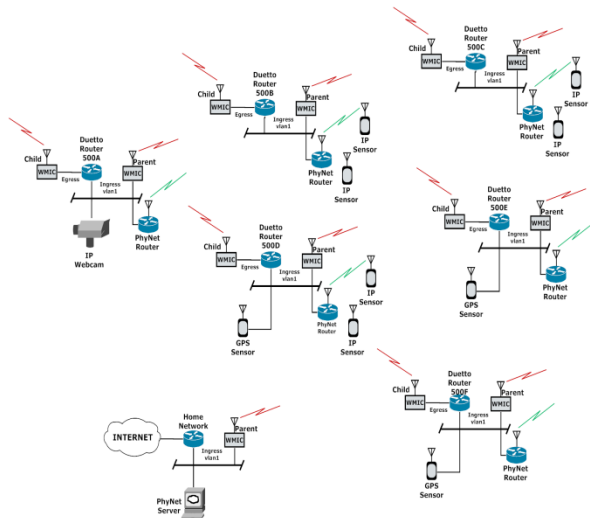 Duetto
Router
500A
Child
Parent
WMIC
WMIC
Egress
Ingress
vlan1
PhyNet
Router
IP
Webcam
Duetto
Router
500B
Child
Parent
WMIC
WMIC
Egress
Ingress
vlan1
IP
Sensor
PhyNet
Router
IP
Sensor
Duetto
Router
500C
Child
Parent
WMIC
WMIC
Egress
Ingress
vlan1
PhyNet
Router
IP
Sensor
IP
Sensor
Duetto
Router
500D
Child
Parent
WMIC
WMIC
Egress
Ingress
vlan1
GPS
Sensor
PhyNet
Router
IP
Sensor
IP
Sensor
Duetto
Router
500E
Child
Parent
WMIC
WMIC
Egress
Ingress
vlan1
GPS
Sensor
PhyNet
Router
Duetto
Router
500F
Child
Parent
WMIC
WMIC
Egress
Ingress
vlan1
GPS
Sensor
PhyNet
Router
INTERNET
Home
Network
Parent
WMIC
Ingress
vlan1
PhyNet
Server